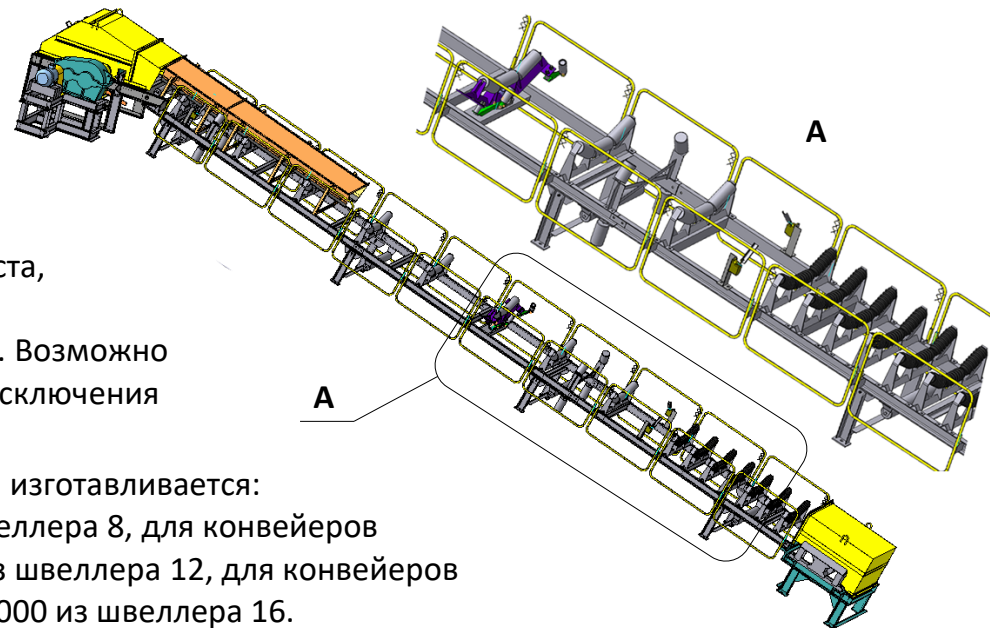 А
ста,
. Возможно
сключения
А
изготавливается:
еллера 8, для конвейеров
з швеллера 12, для конвейеров
000 из швеллера 16.